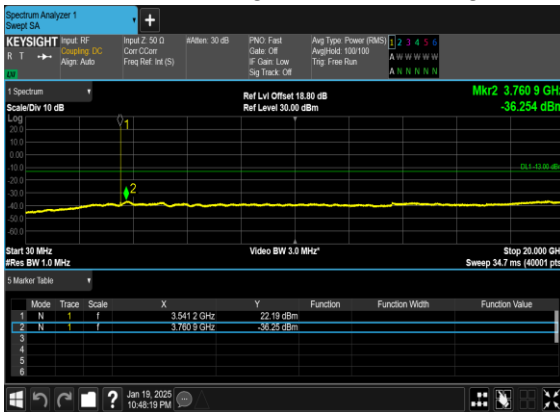 Spectrum Analyzer 1
Swept SA
+
KEYSIGHT Input: RF Input Z: 50 Ω #Atten: 30 dB PNO: Fast Avg Type: Power (RMS) 1 2 3 4 5 6
R T Coupling: DC Corr CCorr Gate: Off Avg|Hold: 100/100 A W W W W W
Align: Auto Freq Ref: Int (S) IF Gain: Low Trig: Free Run
Sig Track: Off A N N N N N
1 Spectrum Ref Lvl Offset 18.80 dB Mkr2 3.760 9 GHz
Scale/Div 10 dB Ref Level 30.00 dBm -36.254 dBm
Log
1
20.0
10.0
0.00
-10.0
DL1 -13.00 dBm
-20.0
-30.0
2
-40.0
-50.0
-60.0
Start 30 MHz Video BW 3.0 MHz* Stop 20.000 GH
#Res BW 1.0 MHz Sweep 34.7 ms (40001 pts
5 Marker Table
Mode Trace Scale X Y Function Function Width Function Value
1 N 1 f 3.541 2 GHz 22.19 dBm
2 N 1 f 3.760 9 GHz -36.25 dBm
3
4
5
6
? Jan 19, 2025
10:48:19 PM